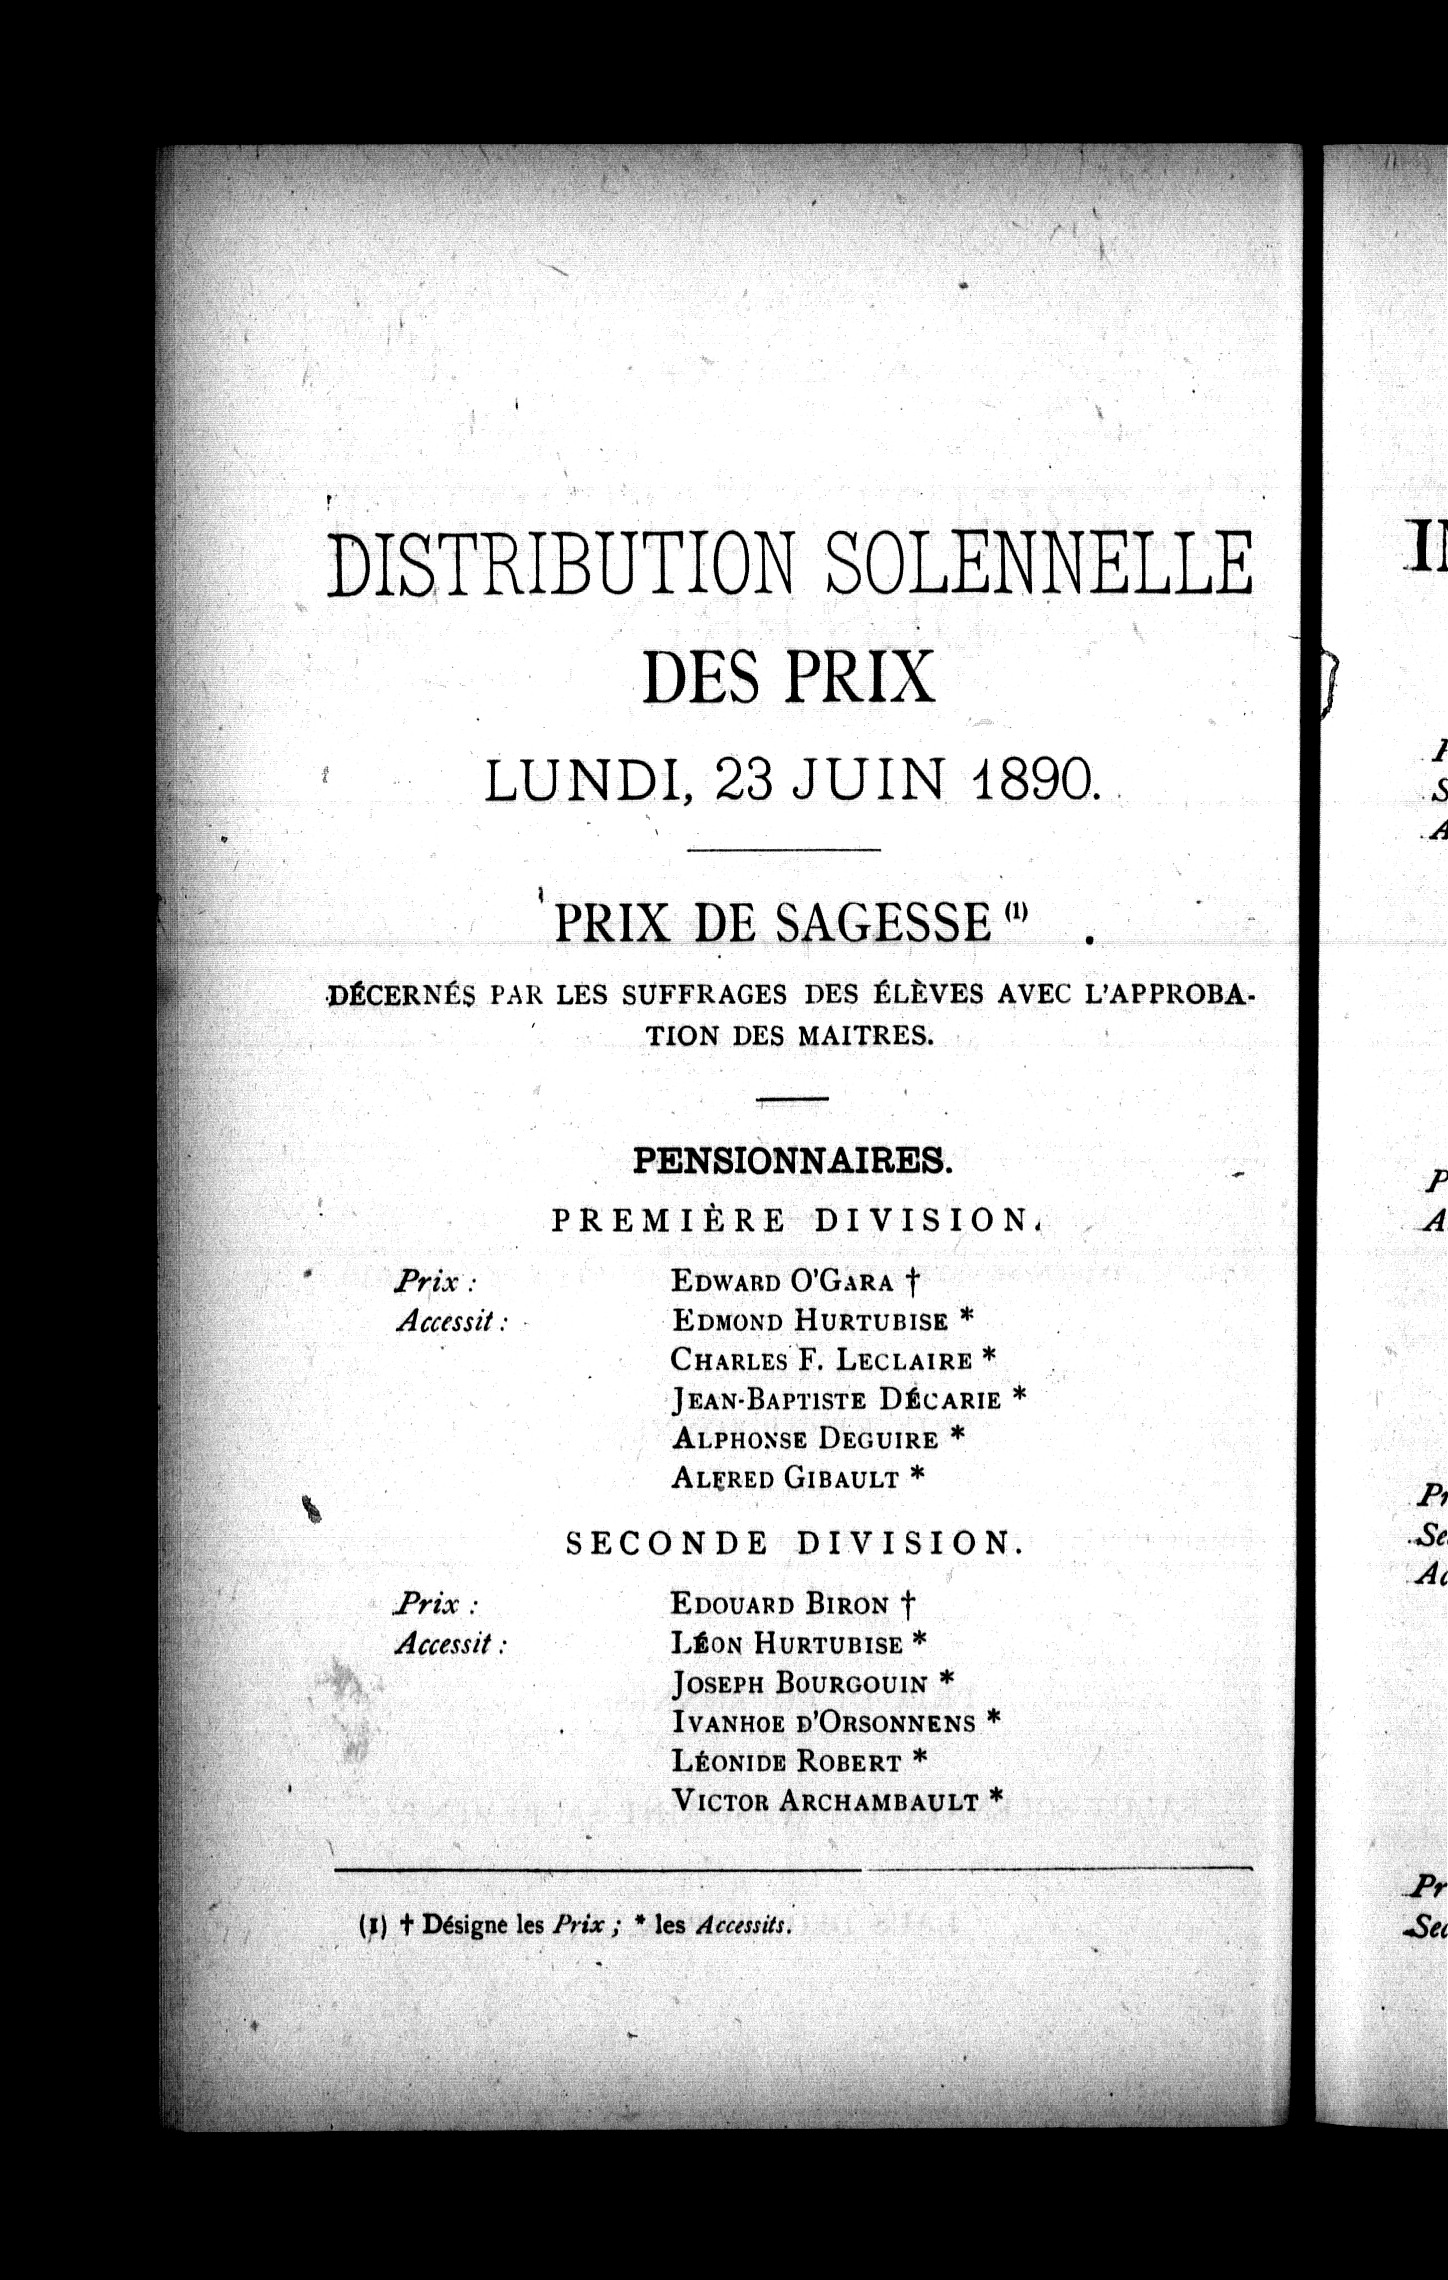 DISTRIBUTION SOLENNELLE
DES PRIX
LUNDI, 23 JUIN 1890.
PRIX DE SAGESSE (1)
DÉCERNÉS PAR LES SUFFRAGES DES ÉLÈVES AVEC L'APPROBA-
TION DES MAITRES.
PENSIONNAIRES.
PREMIÈRE DIVISION.
Prix : EDWARD O'GARA †
Accessit : EDMOND HURTUBISE *
CHARLES F. LECLAIRE *
JEAN-BAPTISTE DÉCARIE *
ALPHONSE DEGUIRE *
ALFRED GIBAULT *
SECONDE DIVISION.
Prix : EDOUARD BIRON †
Accessit : LÉON HURTUBISE *
JOSEPH BOURGOUIN *
IVANHOE D'ORSONNENS *
LÉONIDE ROBERT *
VICTOR ARCHAMBAULT *
(1) † Désigne les Prix ; * les Accessits.